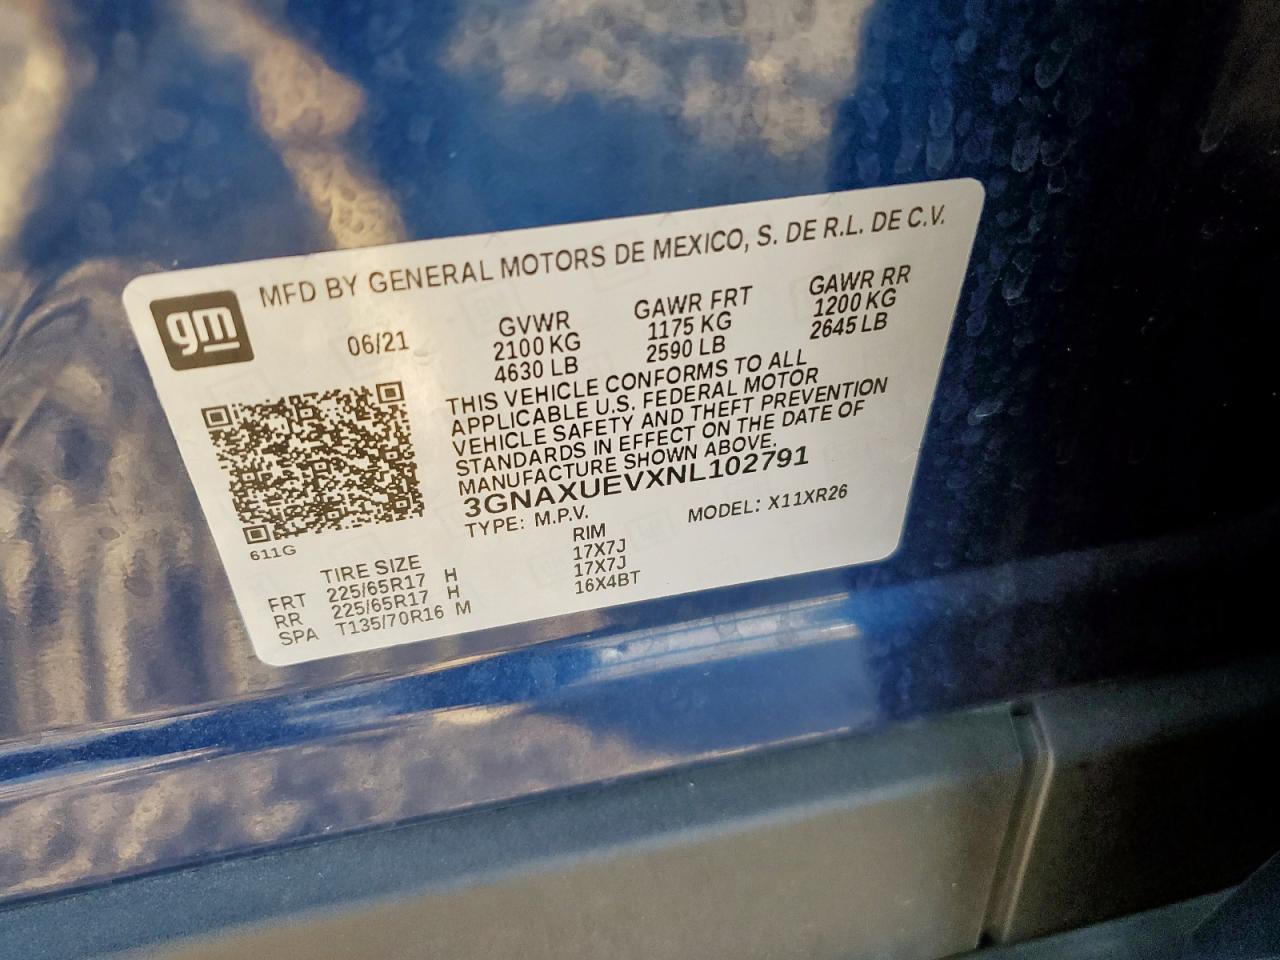 MFD BY GENERAL MOTORS DE MEXICO, S. DE R.L. DE C.V.
gm
06/21
GVWR GAWR FRT GAWR RR
2100 KG 1175 KG 1200 KG
4630 LB 2590 LB 2645 LB
THIS VEHICLE CONFORMS TO ALL
APPLICABLE U.S. FEDERAL MOTOR
VEHICLE SAFETY AND THEFT PREVENTION
STANDARDS IN EFFECT ON THE DATE OF
MANUFACTURE SHOWN ABOVE.
3GNAXUEVXNL102791
TYPE: M.P.V. MODEL: X11XR26
611G
TIRE SIZE RIM
FRT 225/65R17 H 17X7J
RR 225/65R17 H 17X7J
SPA T135/70R16 M 16X4BT